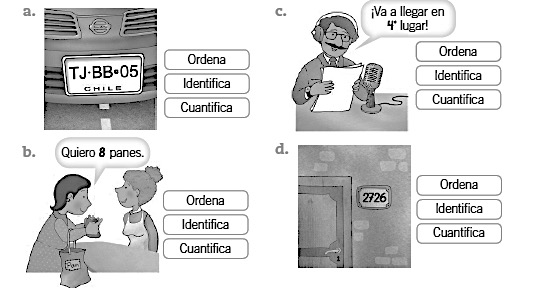 a.
TJ·BB·05
CHILE
Ordena
Identifica
Cuantifica
b.
Quiero 8 panes.
Ordena
Identifica
Cuantifica
c.
¡Va a llegar en
4° lugar!
Ordena
Identifica
Cuantifica
d.
2726
Ordena
Identifica
Cuantifica